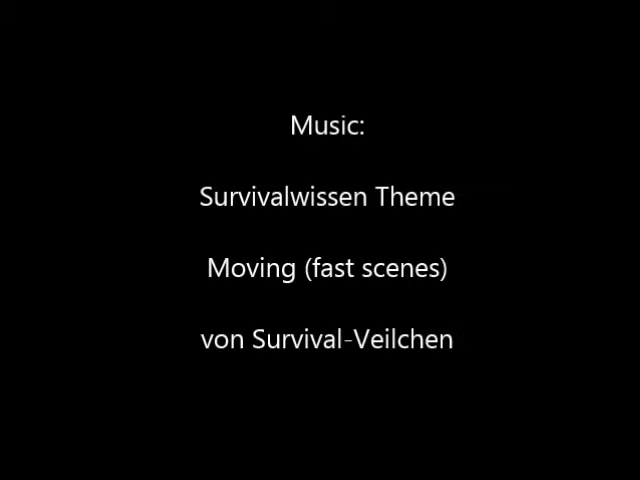 Music:
Survivalwissen Theme
Moving (fast scenes)
von Survival-Veilchen